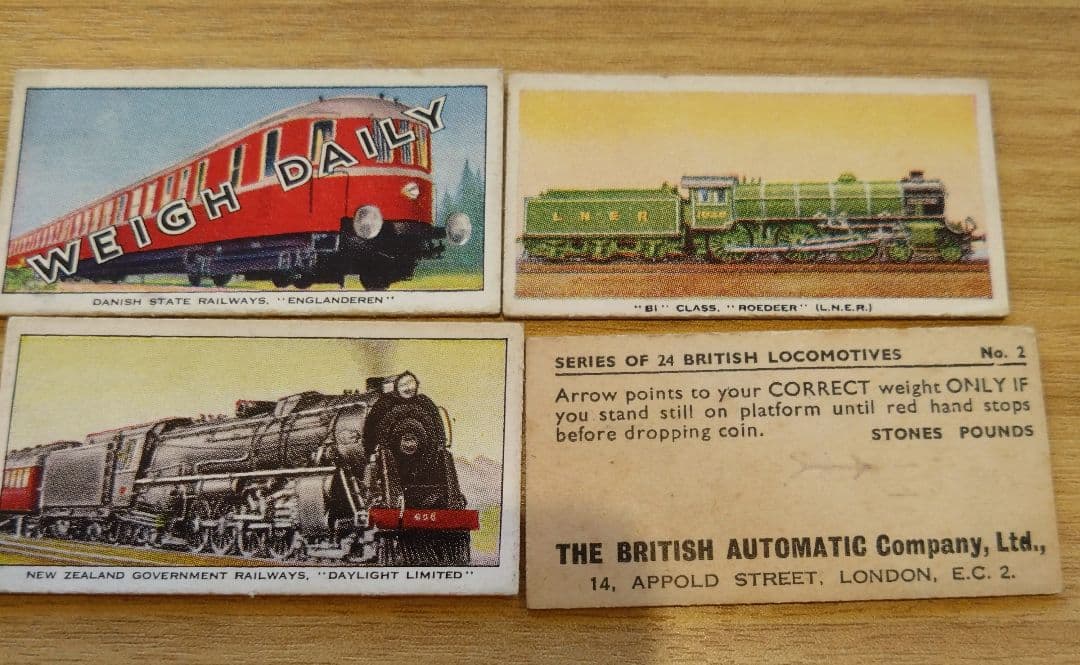 WEIGH DAILY
DANISH STATE RAILWAYS, "ENGLANDEREN"
L N E R
"B1" CLASS. "ROEDEER" (L.N.E.R.)
NEW ZEALAND GOVERNMENT RAILWAYS, "DAYLIGHT LIMITED"
SERIES OF 24 BRITISH LOCOMOTIVES No. 2
Arrow points to your CORRECT weight ONLY IF
you stand still on platform until red hand stops
before dropping coin. STONES POUNDS
THE BRITISH AUTOMATIC Company, Ltd.,
14, APPOLD STREET, LONDON, E.C. 2.